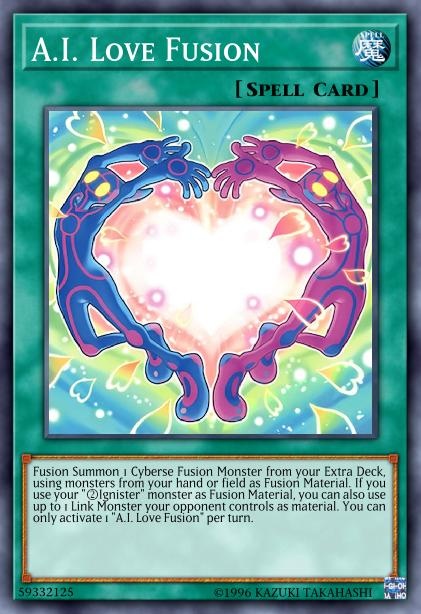 A.I. Love Fusion
SPELL
魔
[Spell Card]
Fusion Summon 1 Cyberse Fusion Monster from your Extra Deck,
using monsters from your hand or field as Fusion Material. If you
use your "②Ignister" monster as Fusion Material, you can also use
up to 1 Link Monster your opponent controls as material. You can
only activate 1 "A.I. Love Fusion" per turn.
59332125
©1996 KAZUKI TAKAHASHI